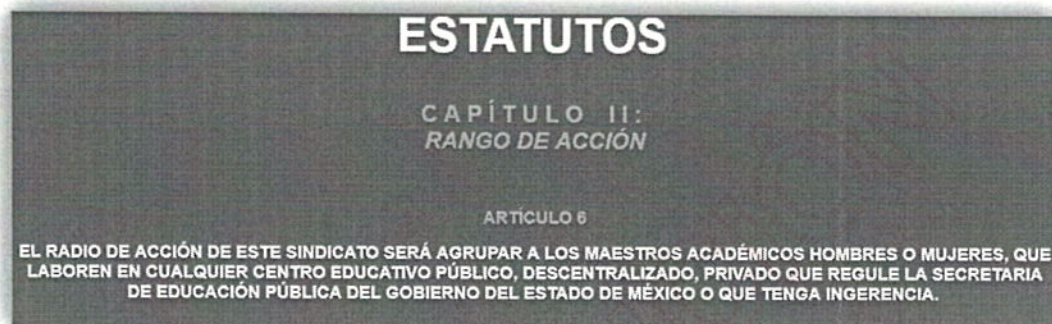 ESTATUTOS
CAPÍTULO II:
RANGO DE ACCIÓN
ARTÍCULO 6
EL RADIO DE ACCIÓN DE ESTE SINDICATO SERÁ AGRUPAR A LOS MAESTROS ACADÉMICOS HOMBRES O MUJERES, QUE
LABOREN EN CUALQUIER CENTRO EDUCATIVO PÚBLICO, DESCENTRALIZADO, PRIVADO QUE REGULE LA SECRETARIA
DE EDUCACIÓN PÚBLICA DEL GOBIERNO DEL ESTADO DE MÉXICO O QUE TENGA INGERENCIA.